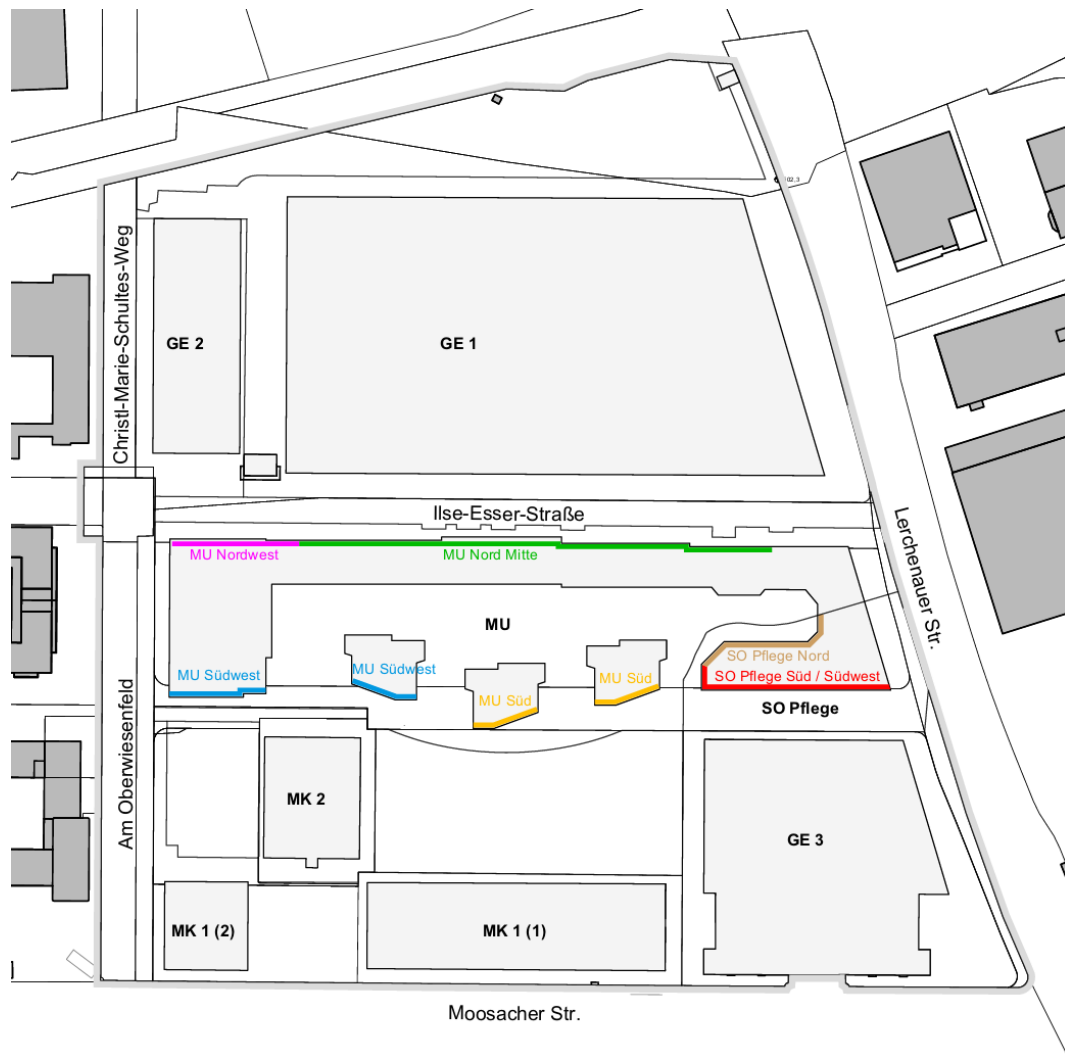 Christl-Marie-Schultes-Weg
GE 2
GE 1
Ilse-Esser-Straße
Lerchenauer Str.
MU Nordwest
MU Nord Mitte
MU
MU Südwest
MU Südwest
MU Süd
MU Süd
SO Pflege Nord
SO Pflege Süd / Südwest
SO Pflege
Am Oberwiesenfeld
MK 2
GE 3
MK 1 (2)
MK 1 (1)
Moosacher Str.